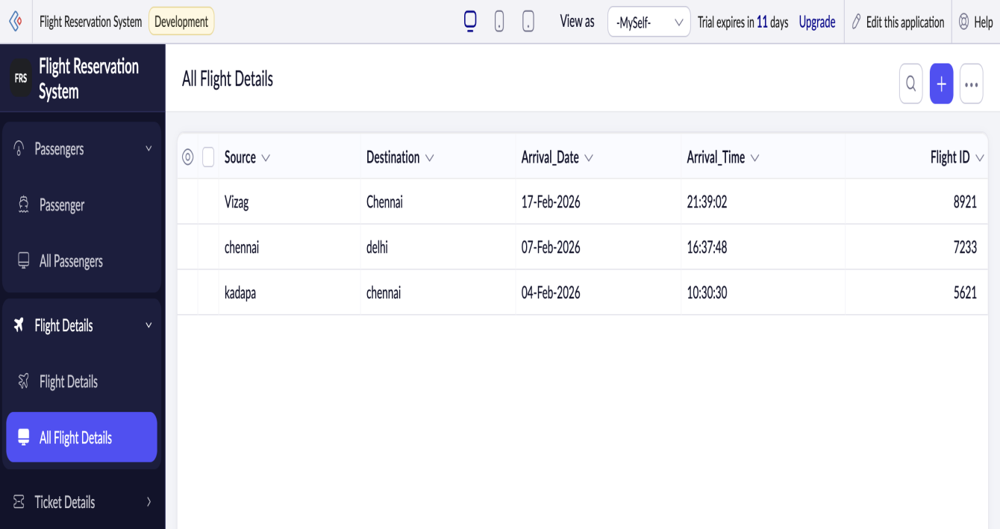 Flight Reservation System Development View as -MySelf- Trial expires in 11 days Upgrade Edit this application Help
FRS Flight Reservation
System
Passengers
Passenger
All Passengers
Flight Details
Flight Details
All Flight Details
Ticket Details
All Flight Details
Source Destination Arrival_Date Arrival_Time Flight ID
Vizag Chennai 17-Feb-2026 21:39:02 8921
chennai delhi 07-Feb-2026 16:37:48 7233
kadapa chennai 04-Feb-2026 10:30:30 5621